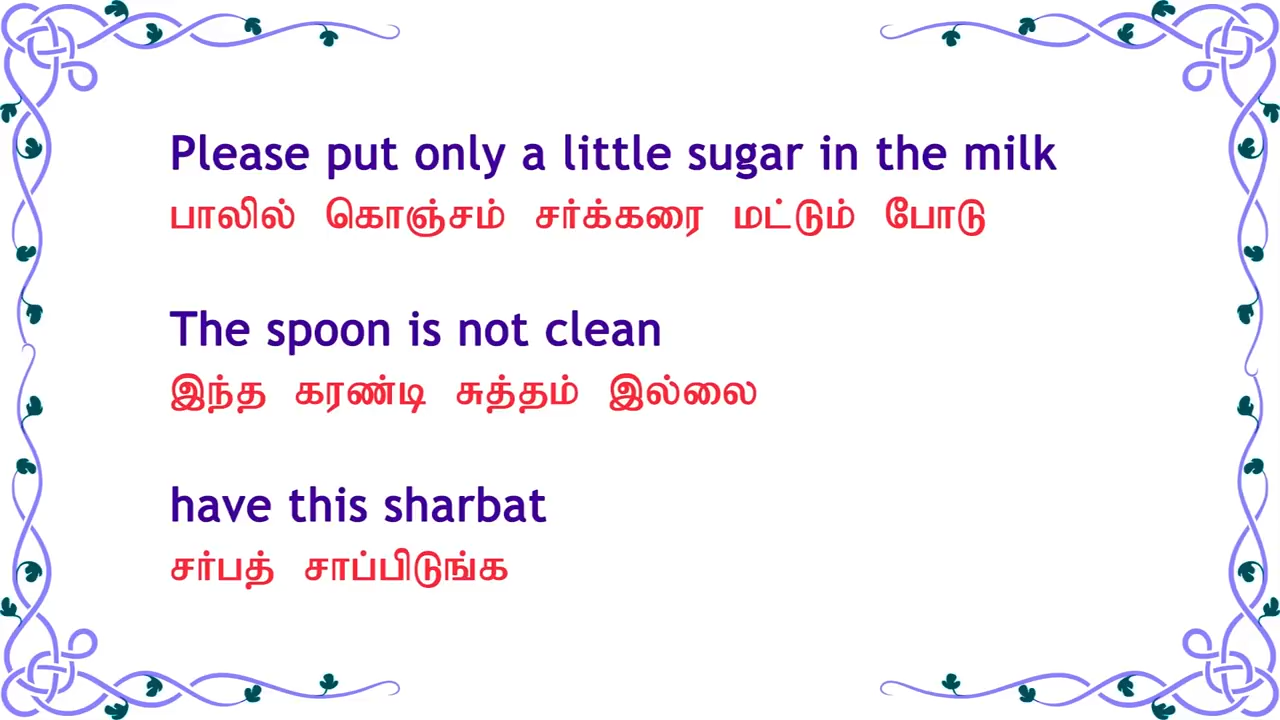 Please put only a little sugar in the milk
பாலில் கொஞ்சம் சர்க்கரை மட்டும் போடு
The spoon is not clean
இந்த கரண்டி சுத்தம் இல்லை
have this sharbat
சர்பத் சாப்பிடுங்க